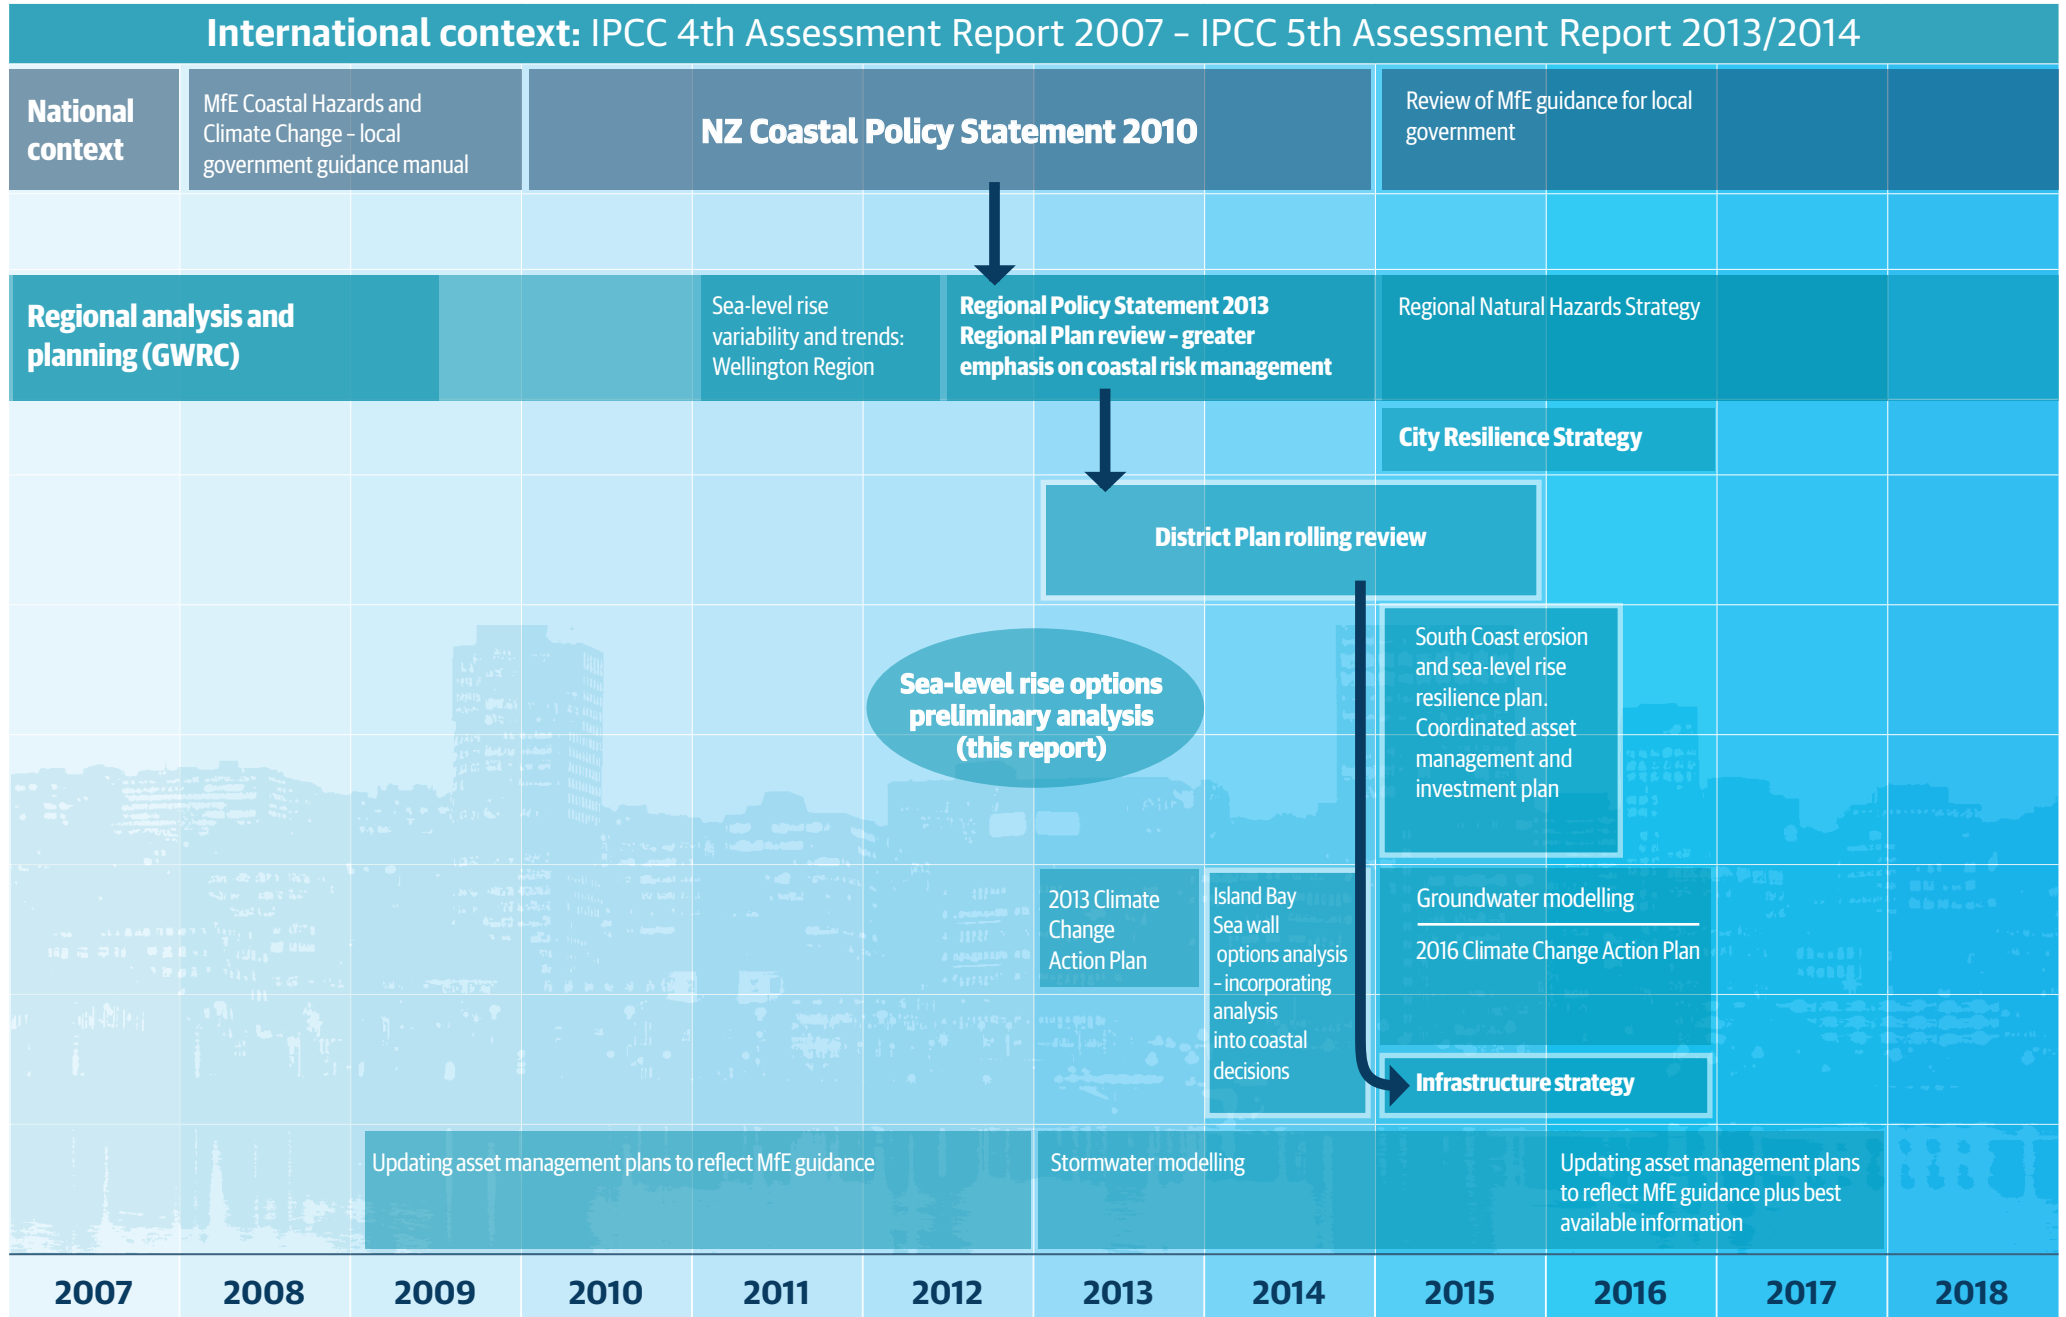 International context: IPCC 4th Assessment Report 2007 – IPCC 5th Assessment Report 2013/2014
National
context
MfE Coastal Hazards and
Climate Change – local
government guidance manual
NZ Coastal Policy Statement 2010
Review of MfE guidance for local
government
Regional analysis and
planning (GWRC)
Sea-level rise
variability and trends:
Wellington Region
Regional Policy Statement 2013
Regional Plan review – greater
emphasis on coastal risk management
Regional Natural Hazards Strategy
City Resilience Strategy
District Plan rolling review
Sea-level rise options
preliminary analysis
(this report)
South Coast erosion
and sea-level rise
resilience plan.
Coordinated asset
management and
investment plan
2013 Climate
Change
Action Plan
Island Bay
Sea wall
options analysis
– incorporating
analysis
into coastal
decisions
Groundwater modelling
2016 Climate Change Action Plan
Infrastructure strategy
Updating asset management plans to reflect MfE guidance
Stormwater modelling
Updating asset management plans
to reflect MfE guidance plus best
available information
2007 2008 2009 2010 2011 2012 2013 2014 2015 2016 2017 2018